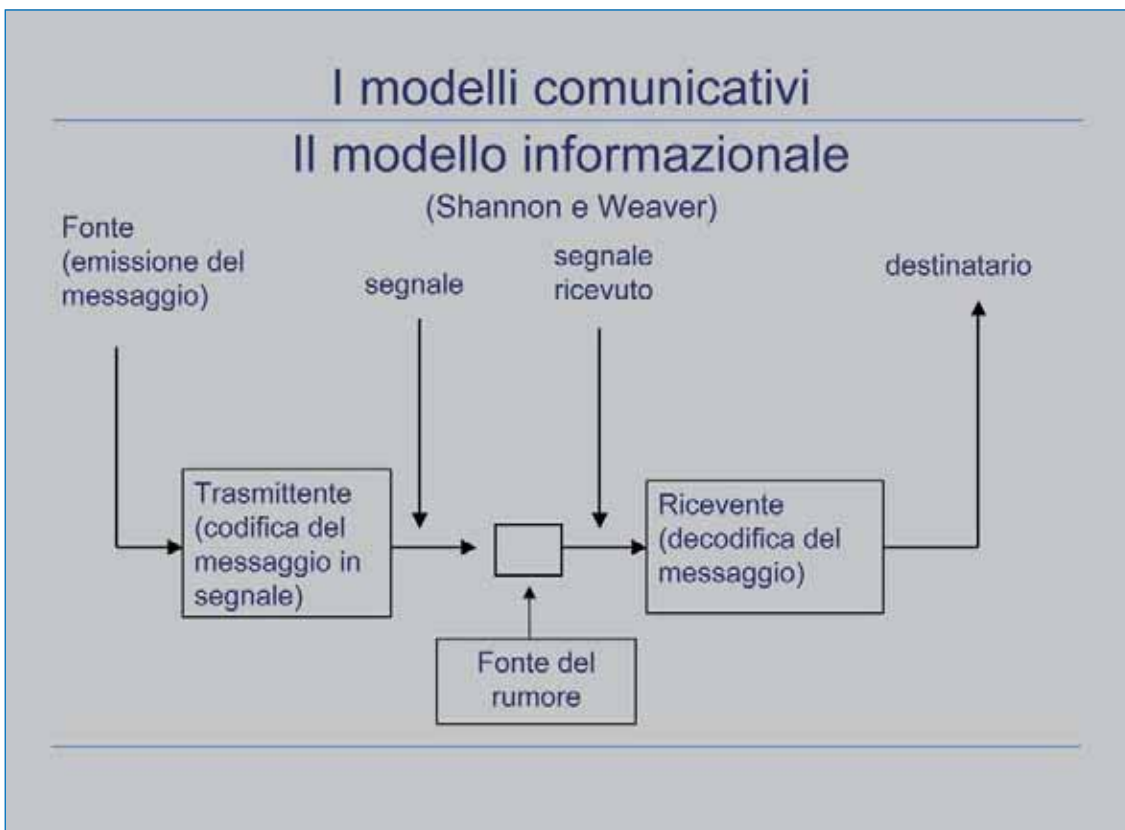 I modelli comunicativi
Il modello informazionale
(Shannon e Weaver)
Fonte
(emissione del
messaggio)
segnale
segnale
ricevuto
destinatario
Trasmittente
(codifica del
messaggio in
segnale)
Ricevente
(decodifica del
messaggio)
Fonte del
rumore